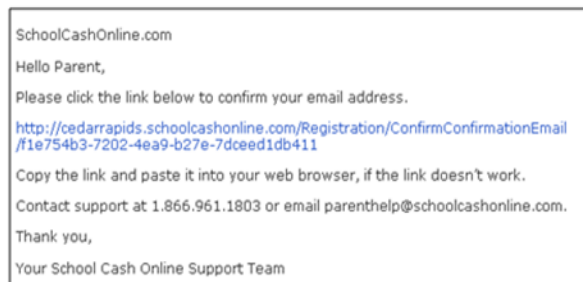 SchoolCashOnline.com
Hello Parent,
Please click the link below to confirm your email address.
http://cedarrapids.schoolcashonline.com/Registration/ConfirmConfirmationEmail
/f1e754b3-7202-4ea9-b27e-7dceed1db411
Copy the link and paste it into your web browser, if the link doesn't work.
Contact support at 1.866.961.1803 or email parenthelp@schoolcashonline.com.
Thank you,
Your School Cash Online Support Team